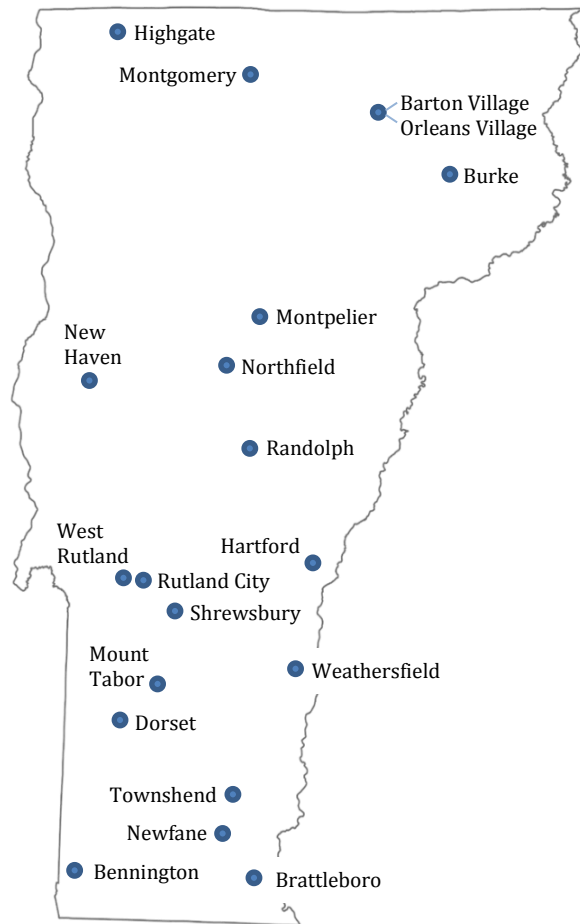 Highgate
Montgomery
Barton Village
Orleans Village
Burke
Montpelier
New
Haven
Northfield
Randolph
West
Rutland
Hartford
Rutland City
Shrewsbury
Mount
Tabor
Weathersfield
Dorset
Townshend
Newfane
Bennington
Brattleboro